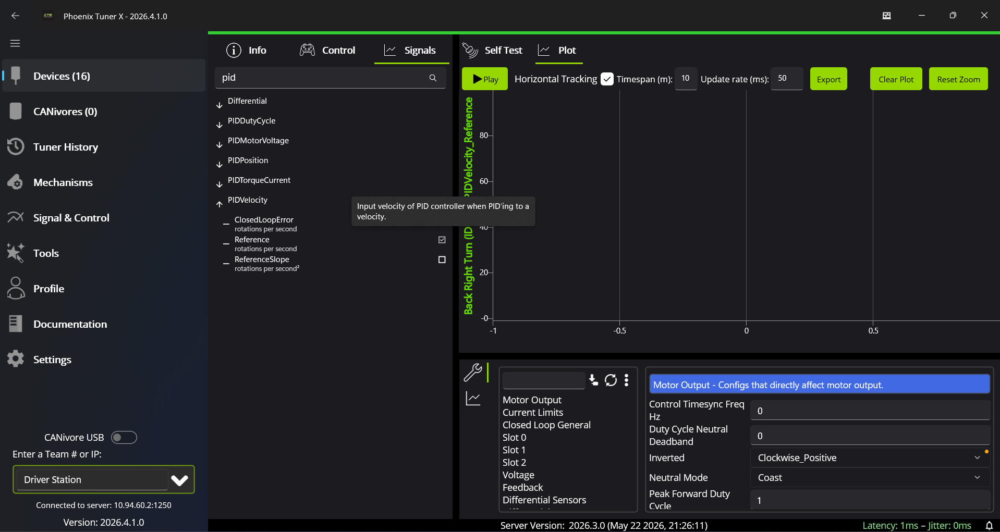 CTR
Phoenix Tuner X - 2026.4.1.0
Devices (16)
CANivores (0)
Tuner History
Mechanisms
Signal & Control
Tools
Profile
Documentation
Settings
CANivore USB
Enter a Team # or IP:
Driver Station
Connected to server: 10.94.60.2:1250
Version: 2026.4.1.0
Info
Control
Signals
pid
Differential
PIDDutyCycle
PIDMotorVoltage
PIDPosition
PIDTorqueCurrent
PIDVelocity
ClosedLoopError
rotations per second
Reference
rotations per second
ReferenceSlope
rotations per second²
Input velocity of PID controller when PID'ing to a
velocity.
Self Test
Plot
Play
Horizontal Tracking
Timespan (m):
10
Update rate (ms):
50
Export
Clear Plot
Reset Zoom
Back Right Turn (ID
PIDVelocity_Reference
80
60
40
20
-0
-1
-0.5
0
0.5
Motor Output
Current Limits
Closed Loop General
Slot 0
Slot 1
Slot 2
Voltage
Feedback
Differential Sensors
Motor Output - Configs that directly affect motor output.
Control Timesync Freq
Hz
0
Duty Cycle Neutral
Deadband
0
Inverted
Clockwise_Positive
Neutral Mode
Coast
Peak Forward Duty
Cycle
1
Server Version: 2026.3.0 (May 22 2026, 21:26:11)
Latency: 1ms – Jitter: 0ms